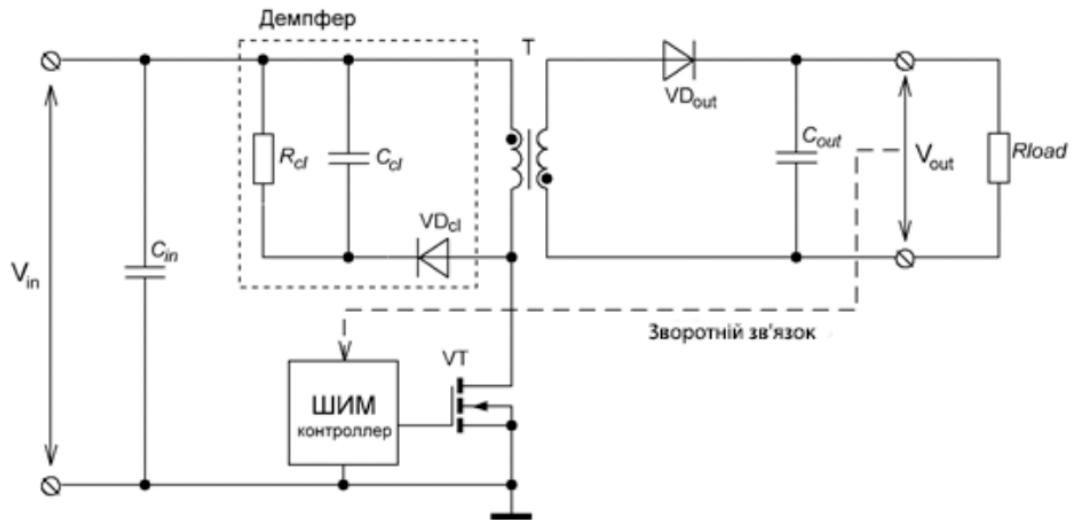 Демпфер
T
VD_out
R_cl
C_cl
C_out
V_out
Rload
VD_cl
C_in
V_in
Зворотній зв'язок
VT
ШИМ
контроллер